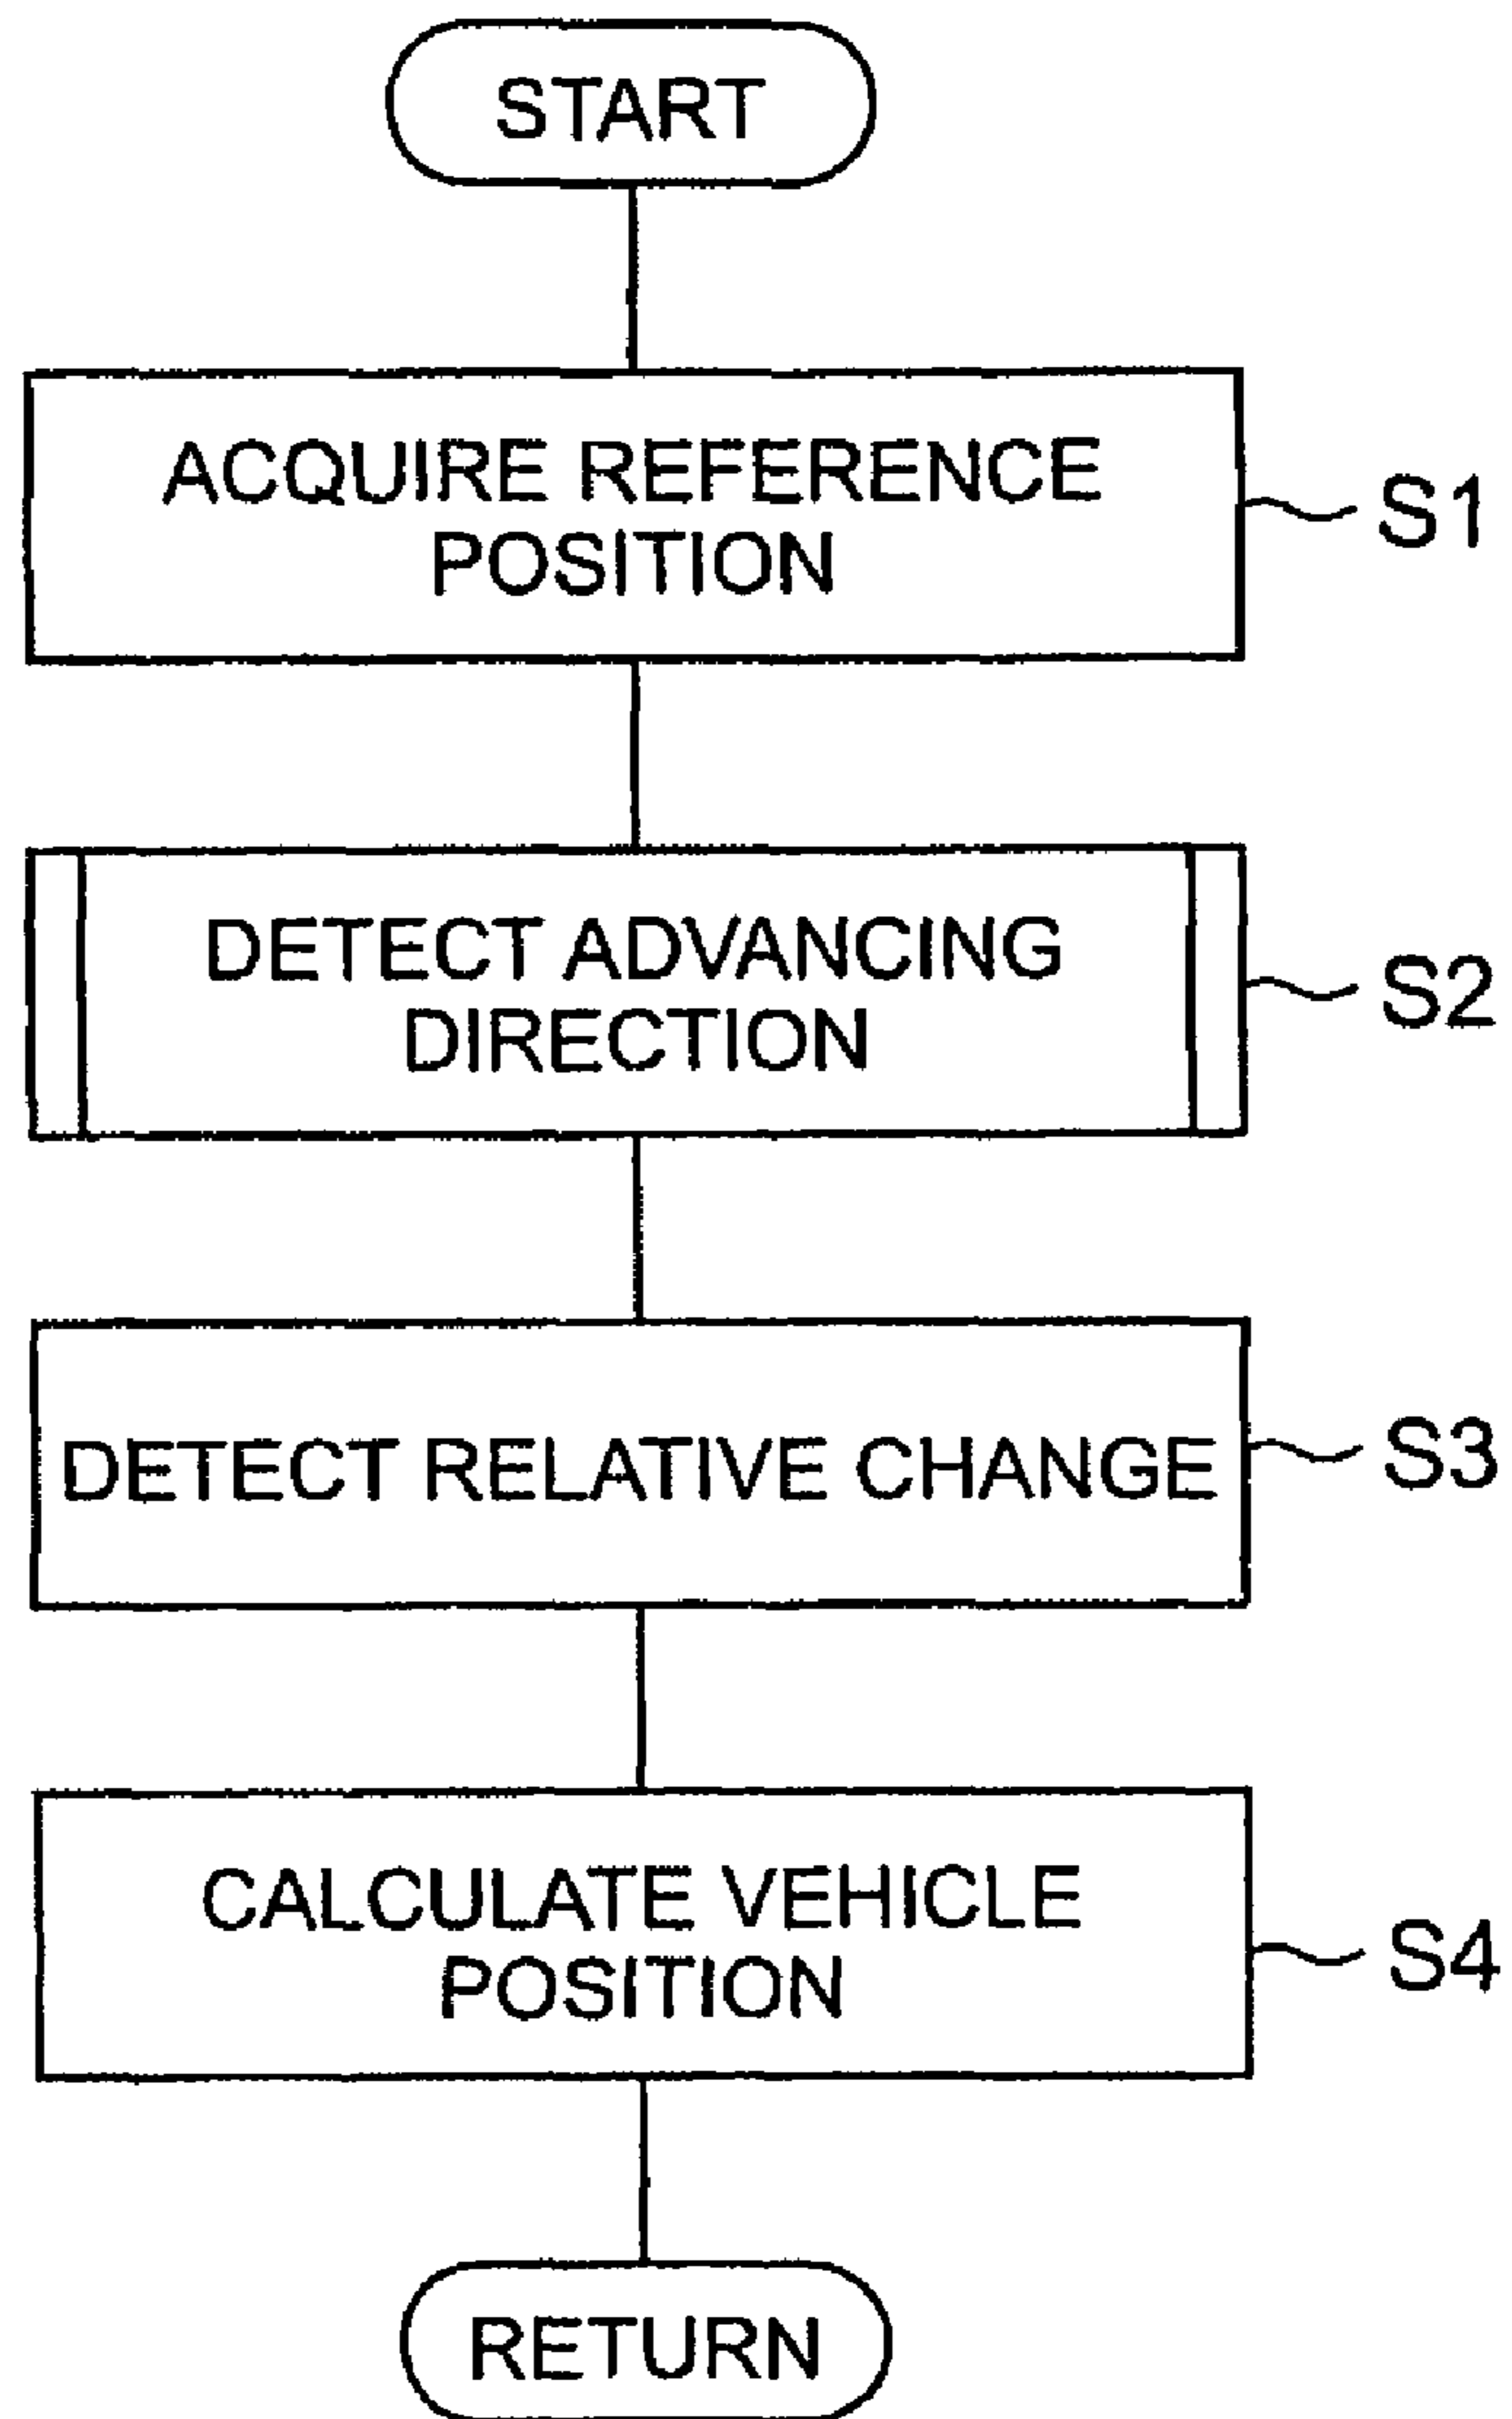 START
ACQUIRE REFERENCE
POSITION
S1
DETECT ADVANCING
DIRECTION
S2
DETECT RELATIVE CHANGE
S3
CALCULATE VEHICLE
POSITION
S4
RETURN